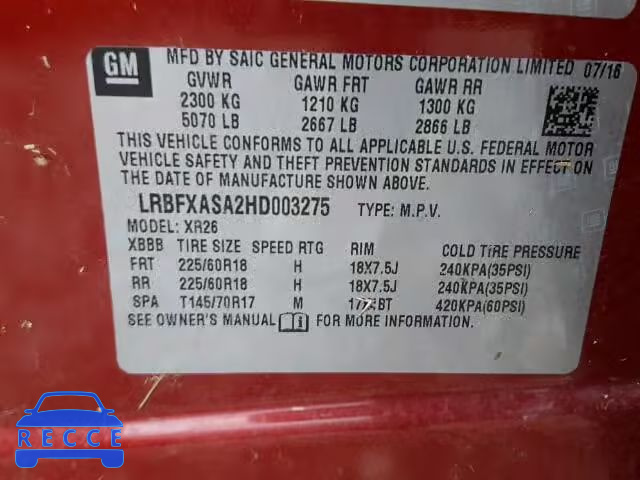 GM
MFD BY SAIC GENERAL MOTORS CORPORATION LIMITED 07/16
GVWR GAWR FRT GAWR RR
2300 KG 1210 KG 1300 KG
5070 LB 2667 LB 2866 LB
THIS VEHICLE CONFORMS TO ALL APPLICABLE U.S. FEDERAL MOTOR
VEHICLE SAFETY AND THEFT PREVENTION STANDARDS IN EFFECT ON
THE DATE OF MANUFACTURE SHOWN ABOVE.
LRBFXASA2HD003275 TYPE: M.P.V.
MODEL: XR26
XBBB TIRE SIZE SPEED RTG RIM COLD TIRE PRESSURE
FRT 225/60R18 H 18X7.5J 240KPA(35PSI)
RR 225/60R18 H 18X7.5J 240KPA(35PSI)
SPA T145/70R17 M 420KPA(60PSI)
SEE OWNER'S MANUAL FOR MORE INFORMATION.